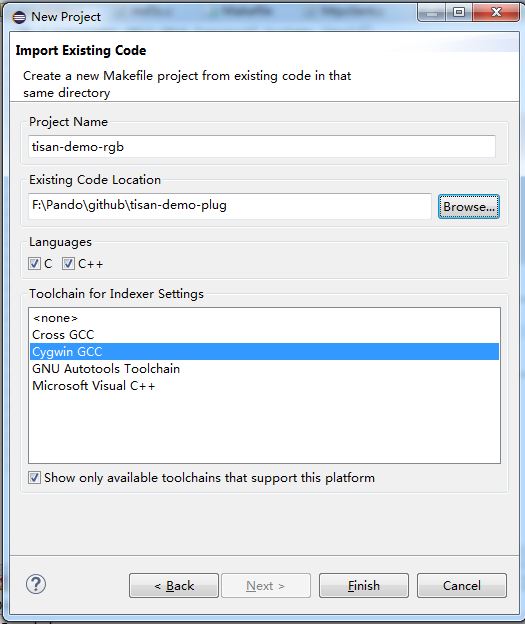 New Project
Import Existing Code
Create a new Makefile project from existing code in that
same directory
Project Name
tisan-demo-rgb
Existing Code Location
F:\Pando\github\tisan-demo-plug
Browse...
Languages
C C++
Toolchain for Indexer Settings
<none>
Cross GCC
Cygwin GCC
GNU Autotools Toolchain
Microsoft Visual C++
Show only available toolchains that support this platform
? < Back Next > Finish Cancel